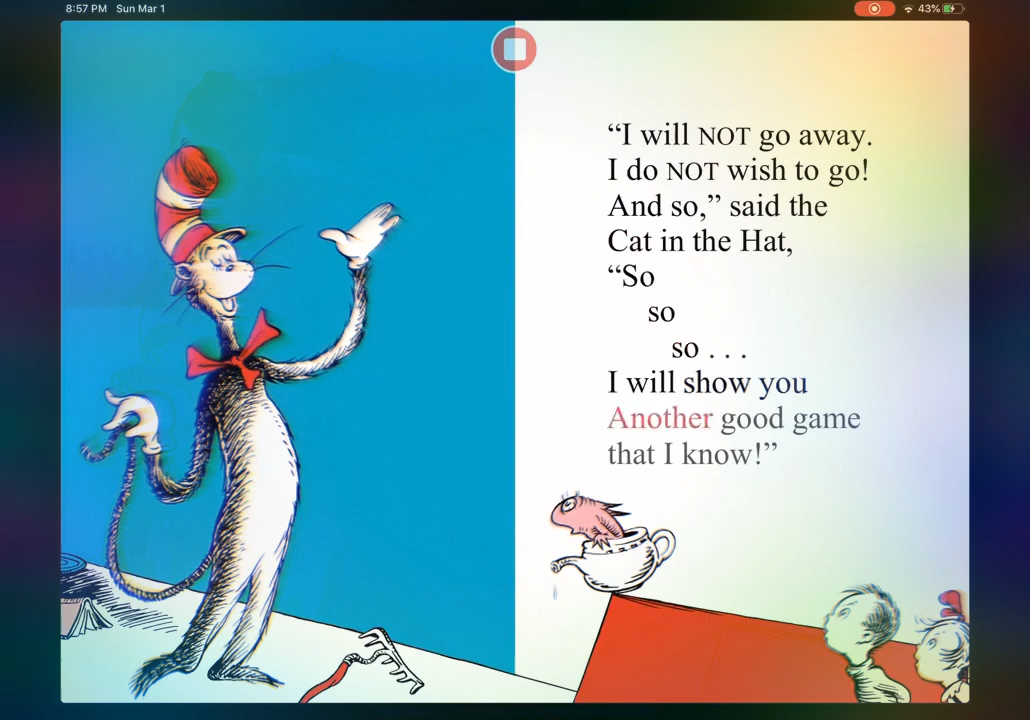 8:57 PM Sun Mar 1
43%
“I will NOT go away.
I do NOT wish to go!
And so,” said the
Cat in the Hat,
“So
so
so . . .
I will show you
Another good game
that I know!”